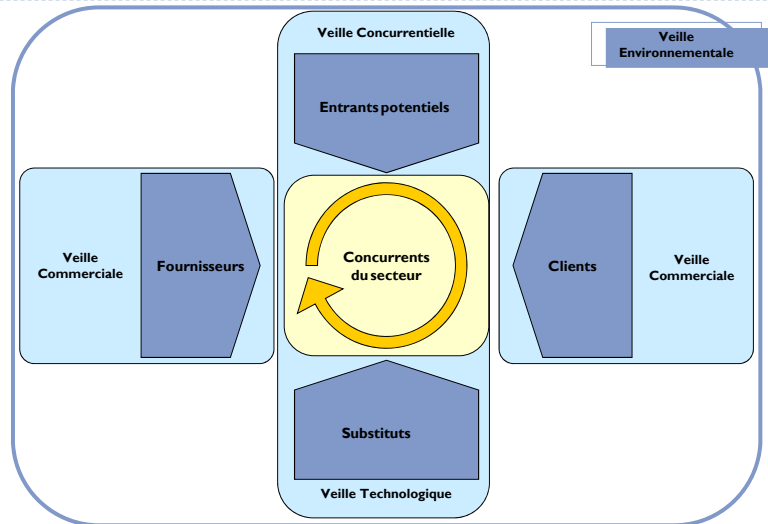 Veille Concurrentielle
Veille
Environnementale
Entrants potentiels
Veille
Commerciale
Fournisseurs
Concurrents
du secteur
Clients
Veille
Commerciale
Substituts
Veille Technologique